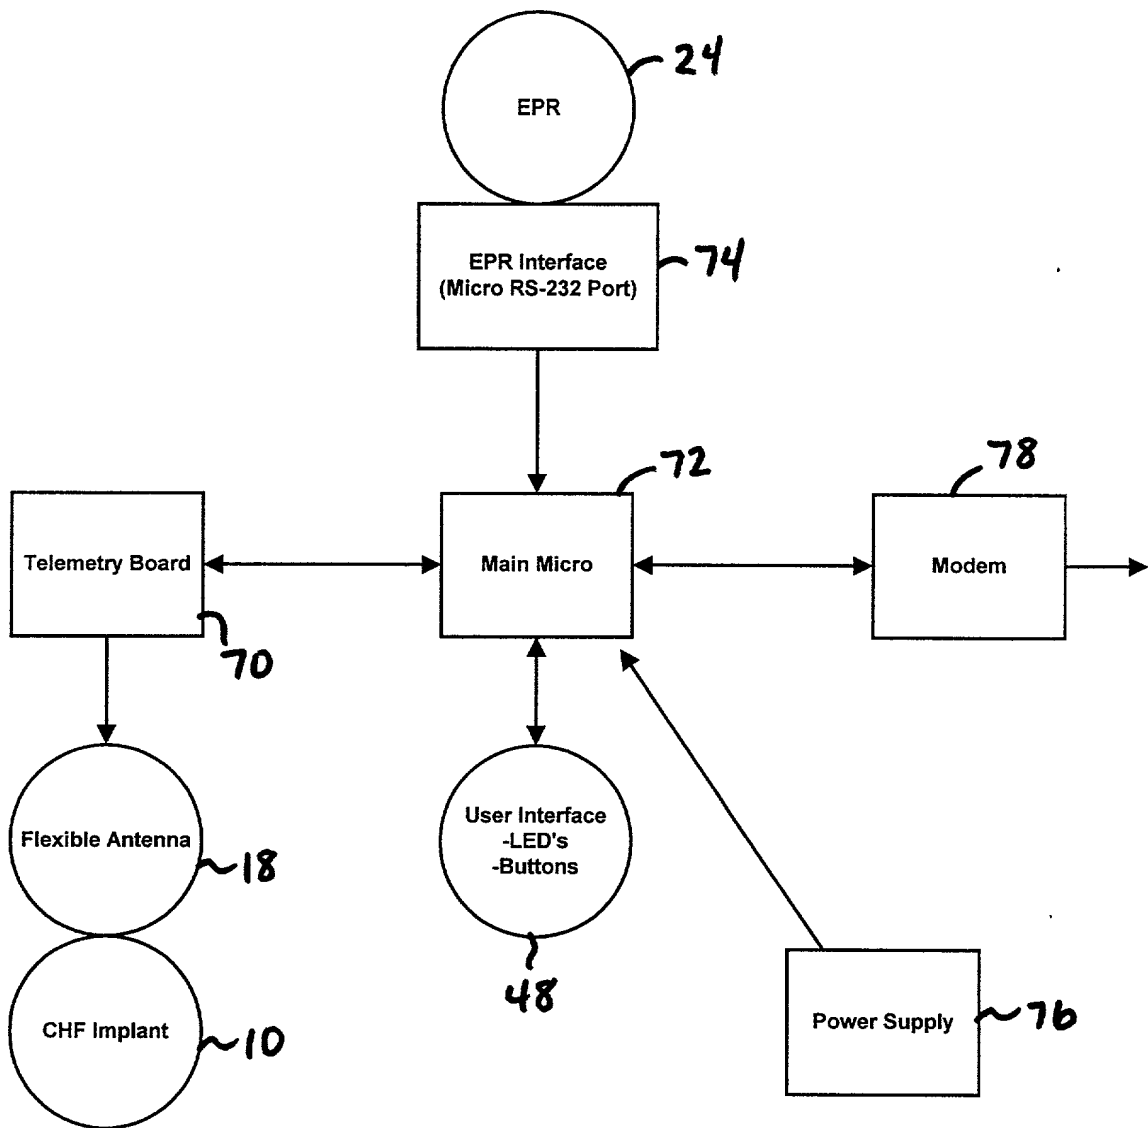 24
EPR
EPR Interface
(Micro RS-232 Port)
74
72
78
Telemetry Board
Main Micro
Modem
70
Flexible Antenna
18
User Interface
-LED's
-Buttons
48
CHF Implant
10
Power Supply
76